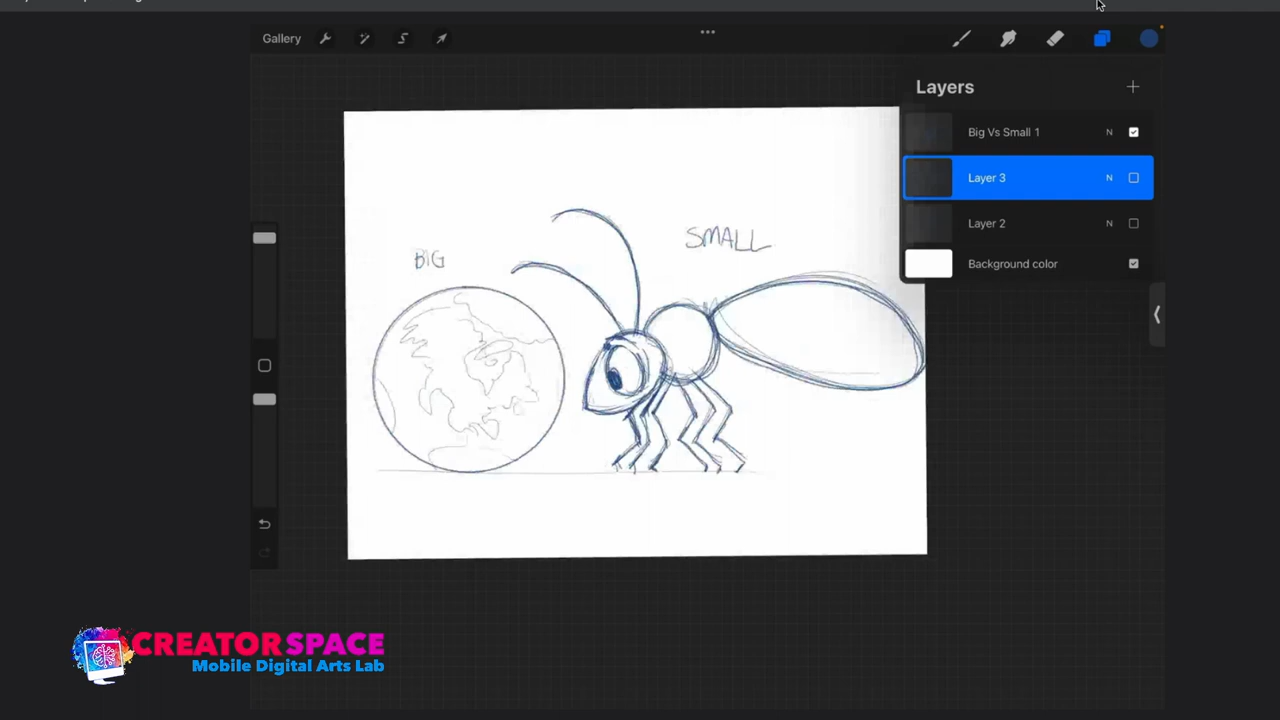 Gallery
Layers
Big Vs Small 1 N
Layer 3 N
Layer 2 N
Background color
SMALL
BIG
CREATORSPACE
Mobile Digital Arts Lab